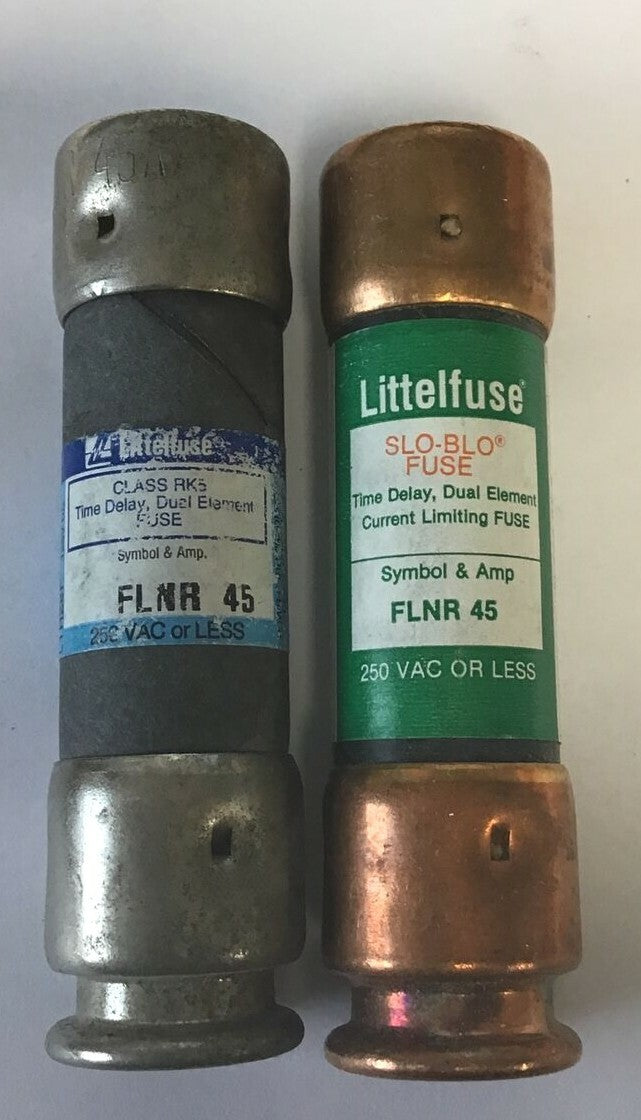 45A
Littelfuse
CLASS RK5
Time Delay, Dual Element
FUSE
Symbol & Amp.
FLNR 45
250 VAC or LESS
Littelfuse®
SLO-BLO®
FUSE
Time Delay, Dual Element
Current Limiting FUSE
Symbol & Amp
FLNR 45
250 VAC OR LESS